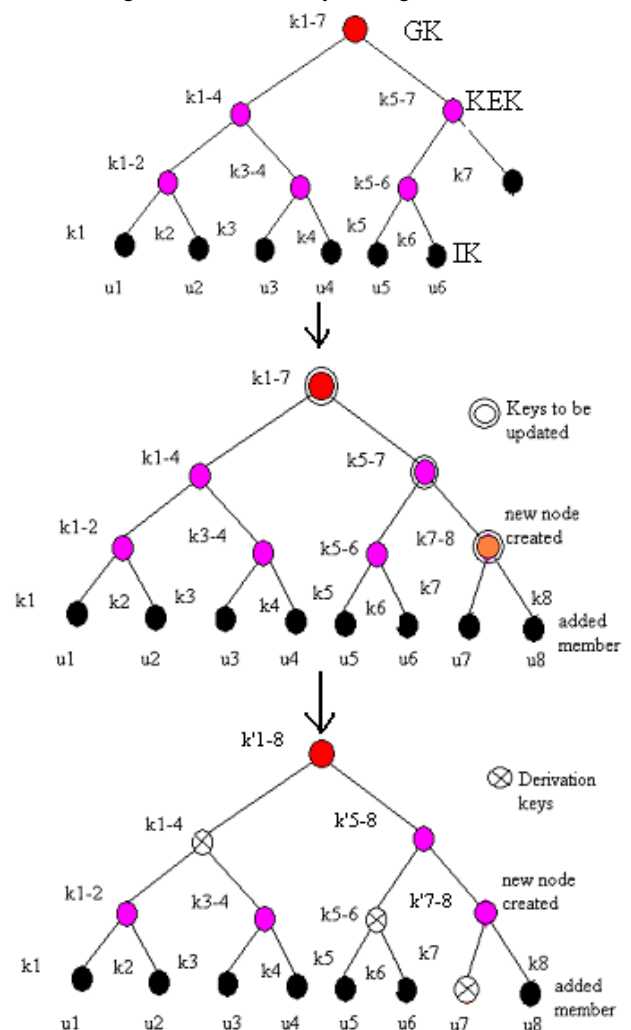 k1-7 GK
k1-4 k5-7 KEK
k1-2 k3-4 k5-6 k7
k1 k2 k3 k4 k5 k6 IK
u1 u2 u3 u4 u5 u6
k1-7
Keys to be
updated
k1-4 k5-7
new node
created
k1-2 k3-4 k5-6 k7-8
k1 k2 k3 k4 k5 k6 k7 k8
added
member
u1 u2 u3 u4 u5 u6 u7 u8
k'1-8
Derivation
keys
k1-4 k'5-8
new node
created
k1-2 k3-4 k5-6 k'7-8
k1 k2 k3 k4 k5 k6 k7 k8
added
member
u1 u2 u3 u4 u5 u6 u7 u8